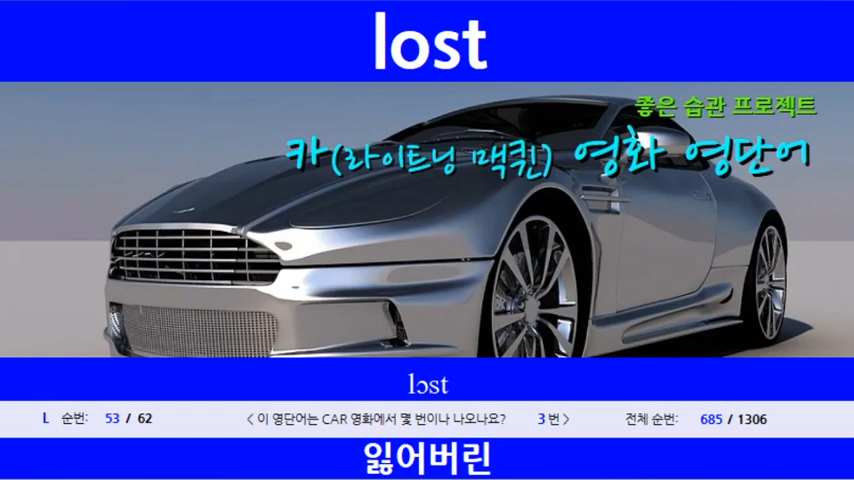 lost
좋은 습관 프로젝트
카(라이트닝 맥퀸) 영화 영단어
lɔst
L 순번: 53 / 62 < 이 영단어는 CAR 영화에서 몇 번이나 나오나요? 3 번 > 전체 순번: 685 / 1306
잃어버린